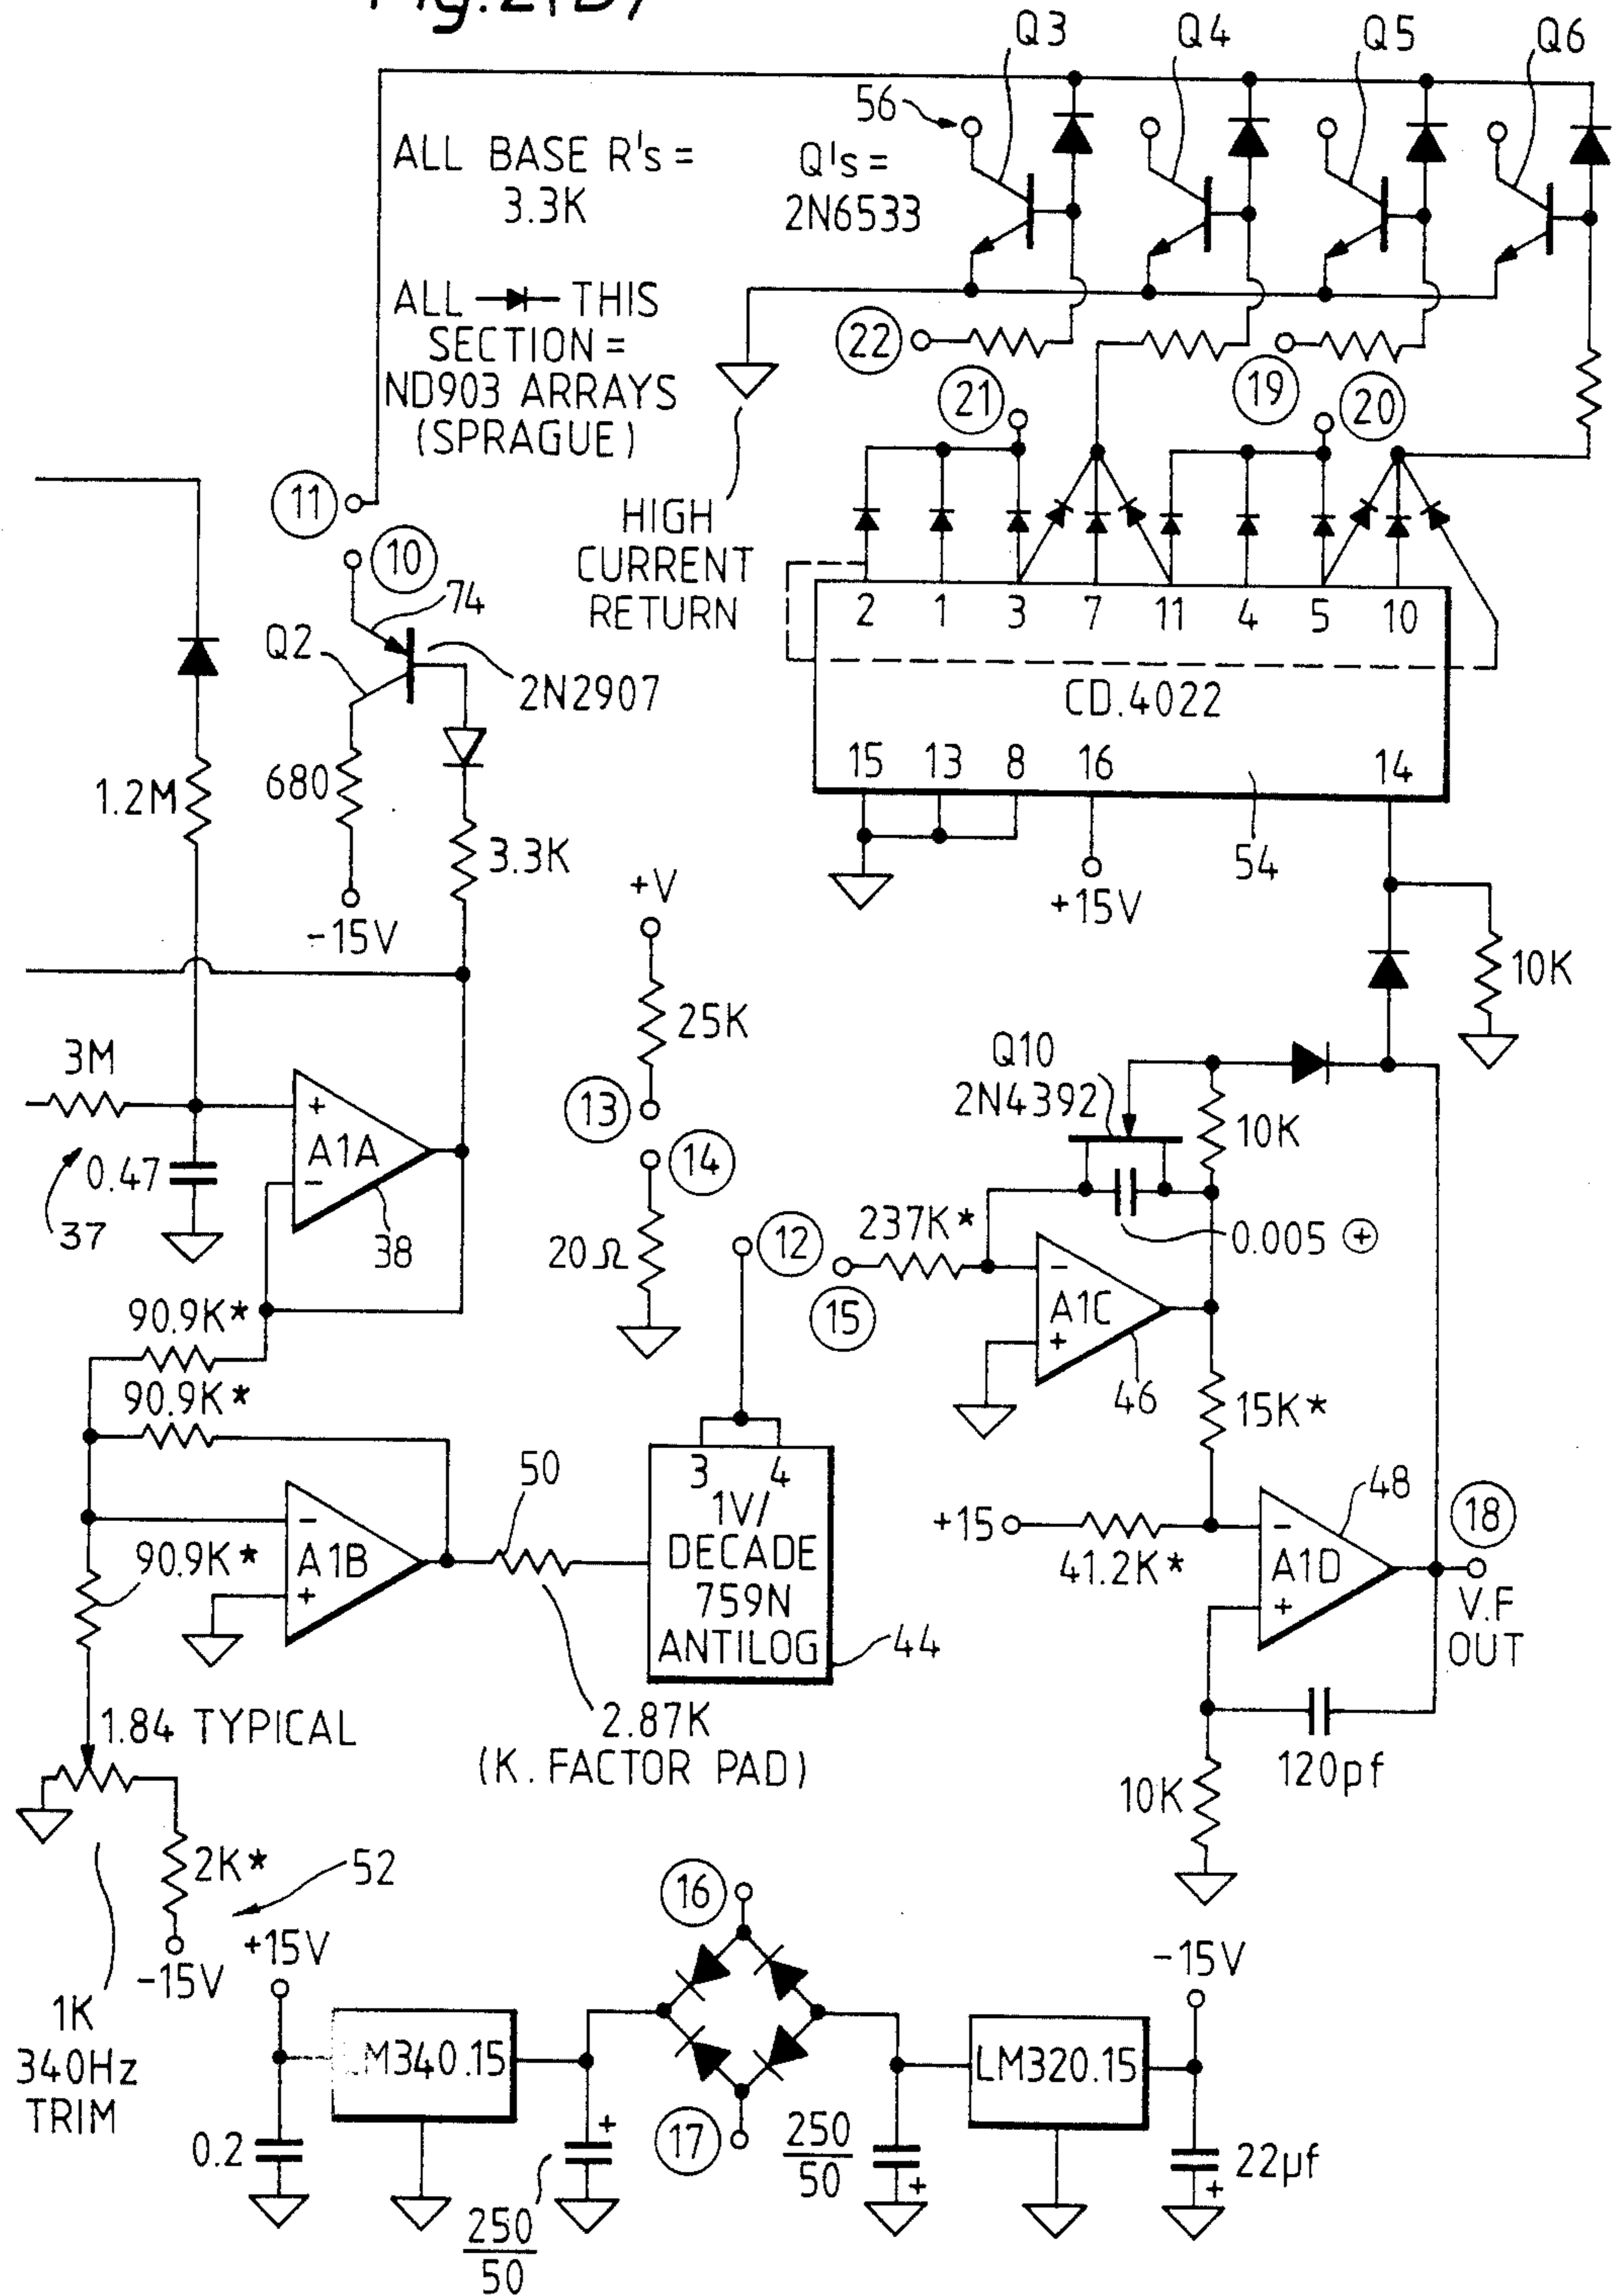 Fig. 2(B)
Q3
Q4
Q5
Q6
56
ALL BASE R's =
3.3K
Q's =
2N6533
ALL THIS
SECTION =
ND903 ARRAYS
(SPRAGUE)
22
21
19
20
11
10
HIGH
CURRENT
RETURN
74
Q2
2N2907
2 1 3 7 11 4 5 10
CD.4022
15 13 8 16 14
54
1.2M
680
3.3K
-15V
+V
+15V
25K
10K
3M
Q10
2N4392
13
10K
14
A1A
+
-
0.47
37
38
237K*
0.005 +
20Ω
12
15
-
A1C
+
46
90.9K*
90.9K*
15K*
50
3 4
1V/
DECADE
759N
ANTILOG
44
48
18
+15
41.2K*
-
A1D
+
V.F
OUT
90.9K*
-
A1B
+
1.84 TYPICAL
2.87K
(K. FACTOR PAD)
120pf
10K
2K*
52
16
+15V
-15V
-15V
1K
340Hz
TRIM
LM340.15
LM320.15
0.2
+
17
250
50
+
22µf
+
250
50